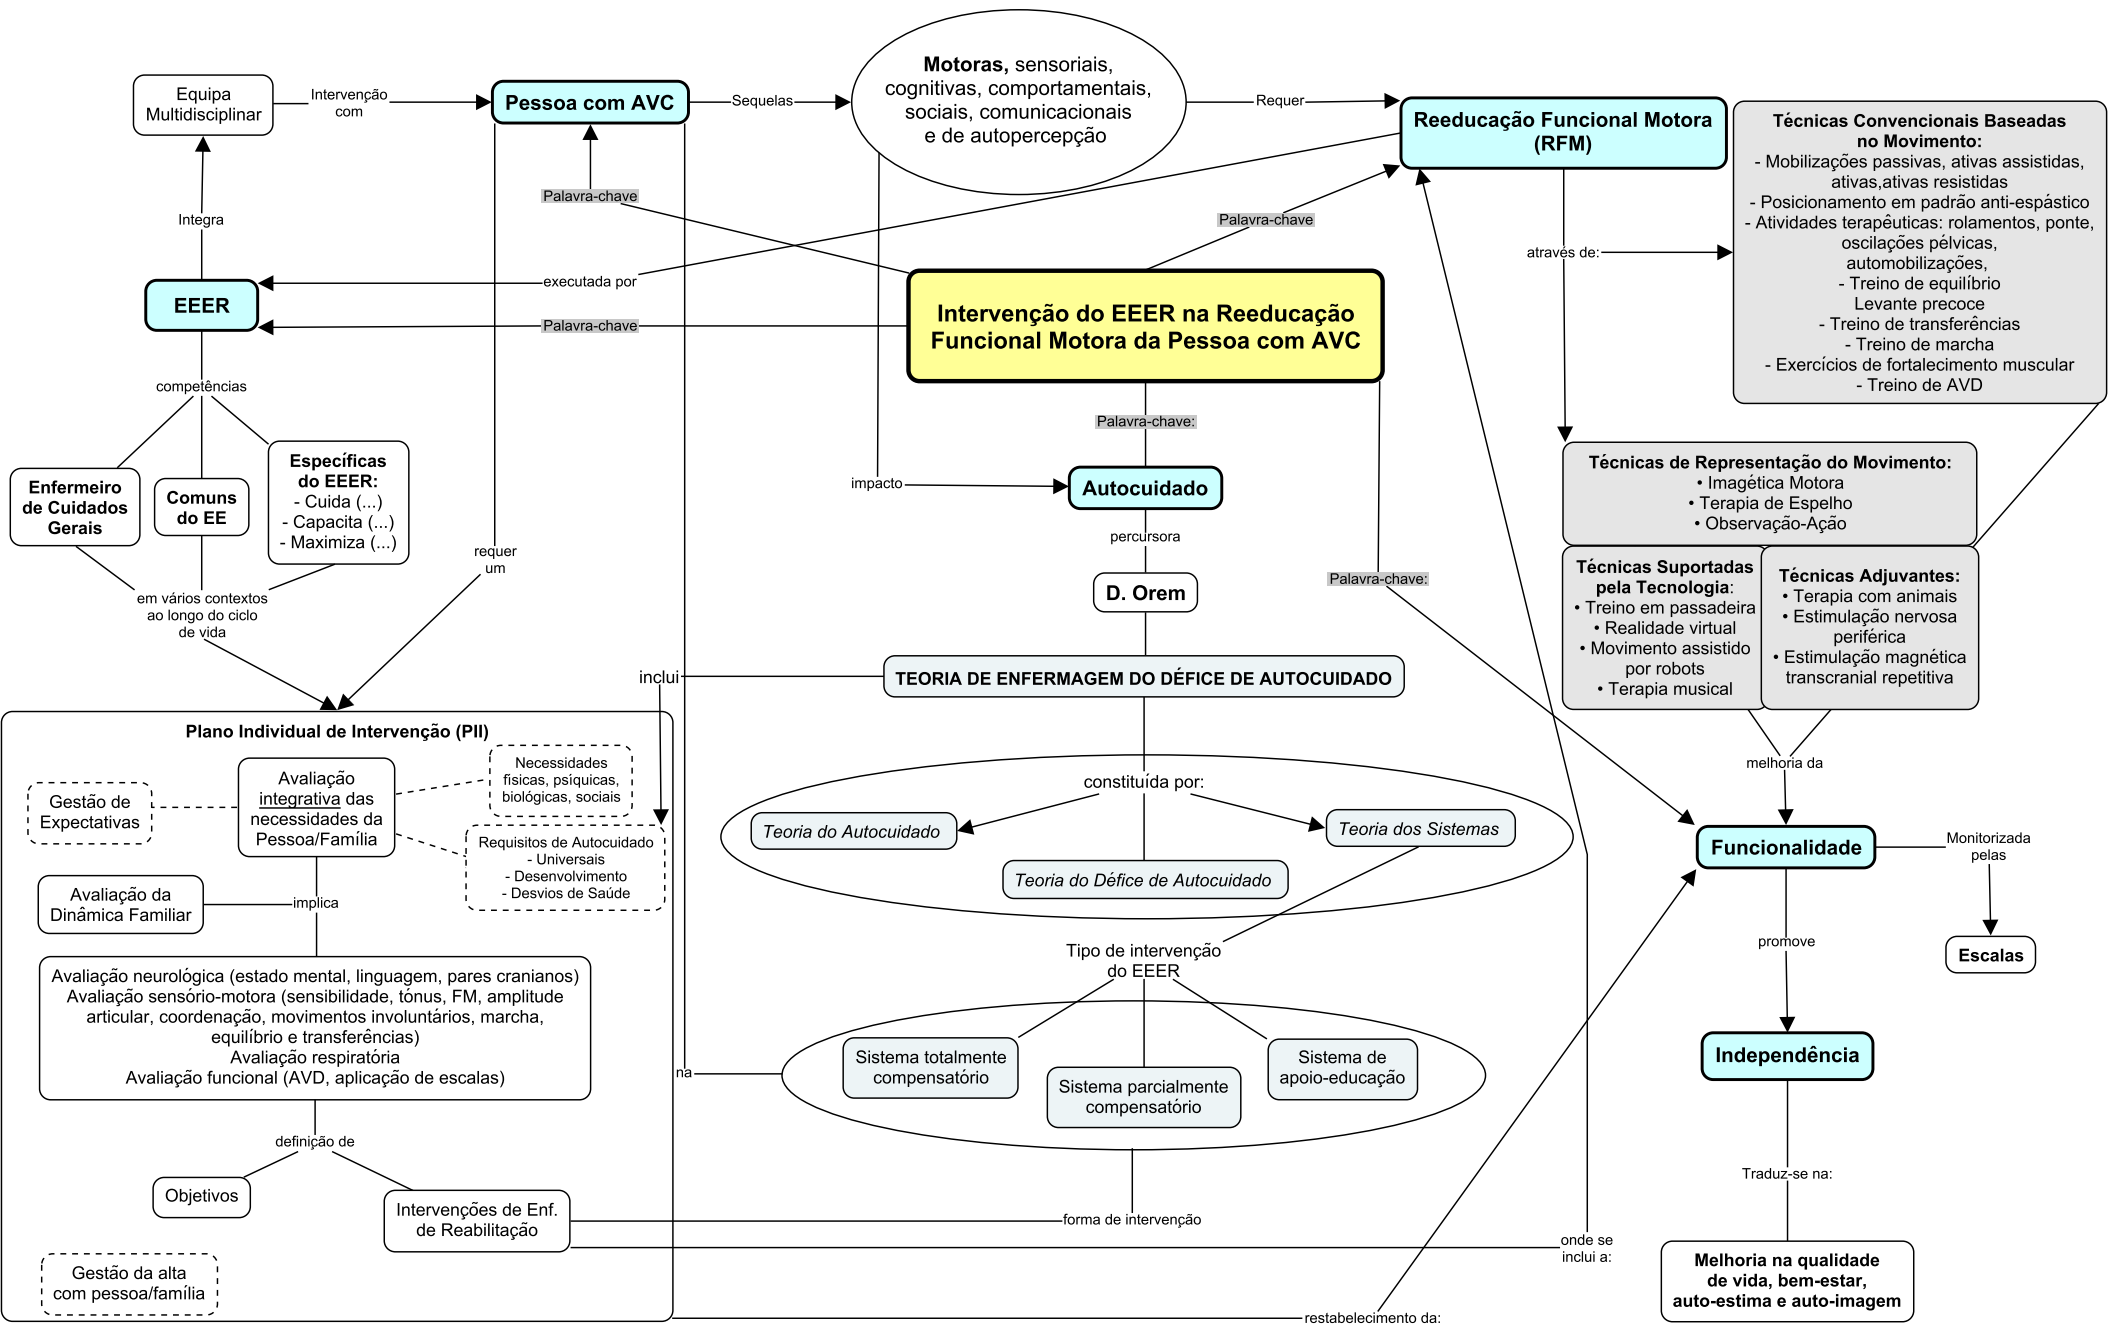 Equipa
Multidisciplinar
Intervenção
com
Pessoa com AVC
Sequelas
Motoras, sensoriais,
cognitivas, comportamentais,
sociais, comunicacionais
e de autopercepção
Requer
Reeducação Funcional Motora
(RFM)
Técnicas Convencionais Baseadas
no Movimento:
- Mobilizações passivas, ativas assistidas,
ativas,ativas resistidas
- Posicionamento em padrão anti-espástico
- Atividades terapêuticas: rolamentos, ponte,
oscilações pélvicas,
automobilizações,
- Treino de equilíbrio
Levante precoce
- Treino de transferências
- Treino de marcha
- Exercícios de fortalecimento muscular
- Treino de AVD
Integra
Palavra-chave
Palavra-chave
através de:
executada por
EEER
Palavra-chave
Intervenção do EEER na Reeducação
Funcional Motora da Pessoa com AVC
competências
Palavra-chave:
Enfermeiro
de Cuidados
Gerais
Comuns
do EE
Específicas
do EEER:
- Cuida (...)
- Capacita (...)
- Maximiza (...)
impacto
Autocuidado
Técnicas de Representação do Movimento:
• Imagética Motora
• Terapia de Espelho
• Observação-Ação
requer
um
percursora
Palavra-chave:
D. Orem
Técnicas Suportadas
pela Tecnologia:
• Treino em passadeira
• Realidade virtual
• Movimento assistido
por robots
• Terapia musical
Técnicas Adjuvantes:
• Terapia com animais
• Estimulação nervosa
periférica
• Estimulação magnética
transcranial repetitiva
em vários contextos
ao longo do ciclo
de vida
inclui
TEORIA DE ENFERMAGEM DO DÉFICE DE AUTOCUIDADO
Plano Individual de Intervenção (PII)
Gestão de
Expectativas
Avaliação
integrativa das
necessidades da
Pessoa/Família
Necessidades
físicas, psíquicas,
biológicas, sociais
Requisitos de Autocuidado
- Universais
- Desenvolvimento
- Desvios de Saúde
constituída por:
Teoria do Autocuidado
Teoria dos Sistemas
Teoria do Défice de Autocuidado
melhoria da
Funcionalidade
Monitorizada
pelas
Escalas
Avaliação da
Dinâmica Familiar
implica
Tipo de intervenção
do EEER
promove
Avaliação neurológica (estado mental, linguagem, pares cranianos)
Avaliação sensório-motora (sensibilidade, tónus, FM, amplitude
articular, coordenação, movimentos involuntários, marcha,
equilíbrio e transferências)
Avaliação respiratória
Avaliação funcional (AVD, aplicação de escalas)
na
Sistema totalmente
compensatório
Sistema parcialmente
compensatório
Sistema de
apoio-educação
Independência
definição de
Objetivos
Intervenções de Enf.
de Reabilitação
forma de intervenção
Traduz-se na:
onde se
inclui a:
Gestão da alta
com pessoa/família
restabelecimento da:
Melhoria na qualidade
de vida, bem-estar,
auto-estima e auto-imagem